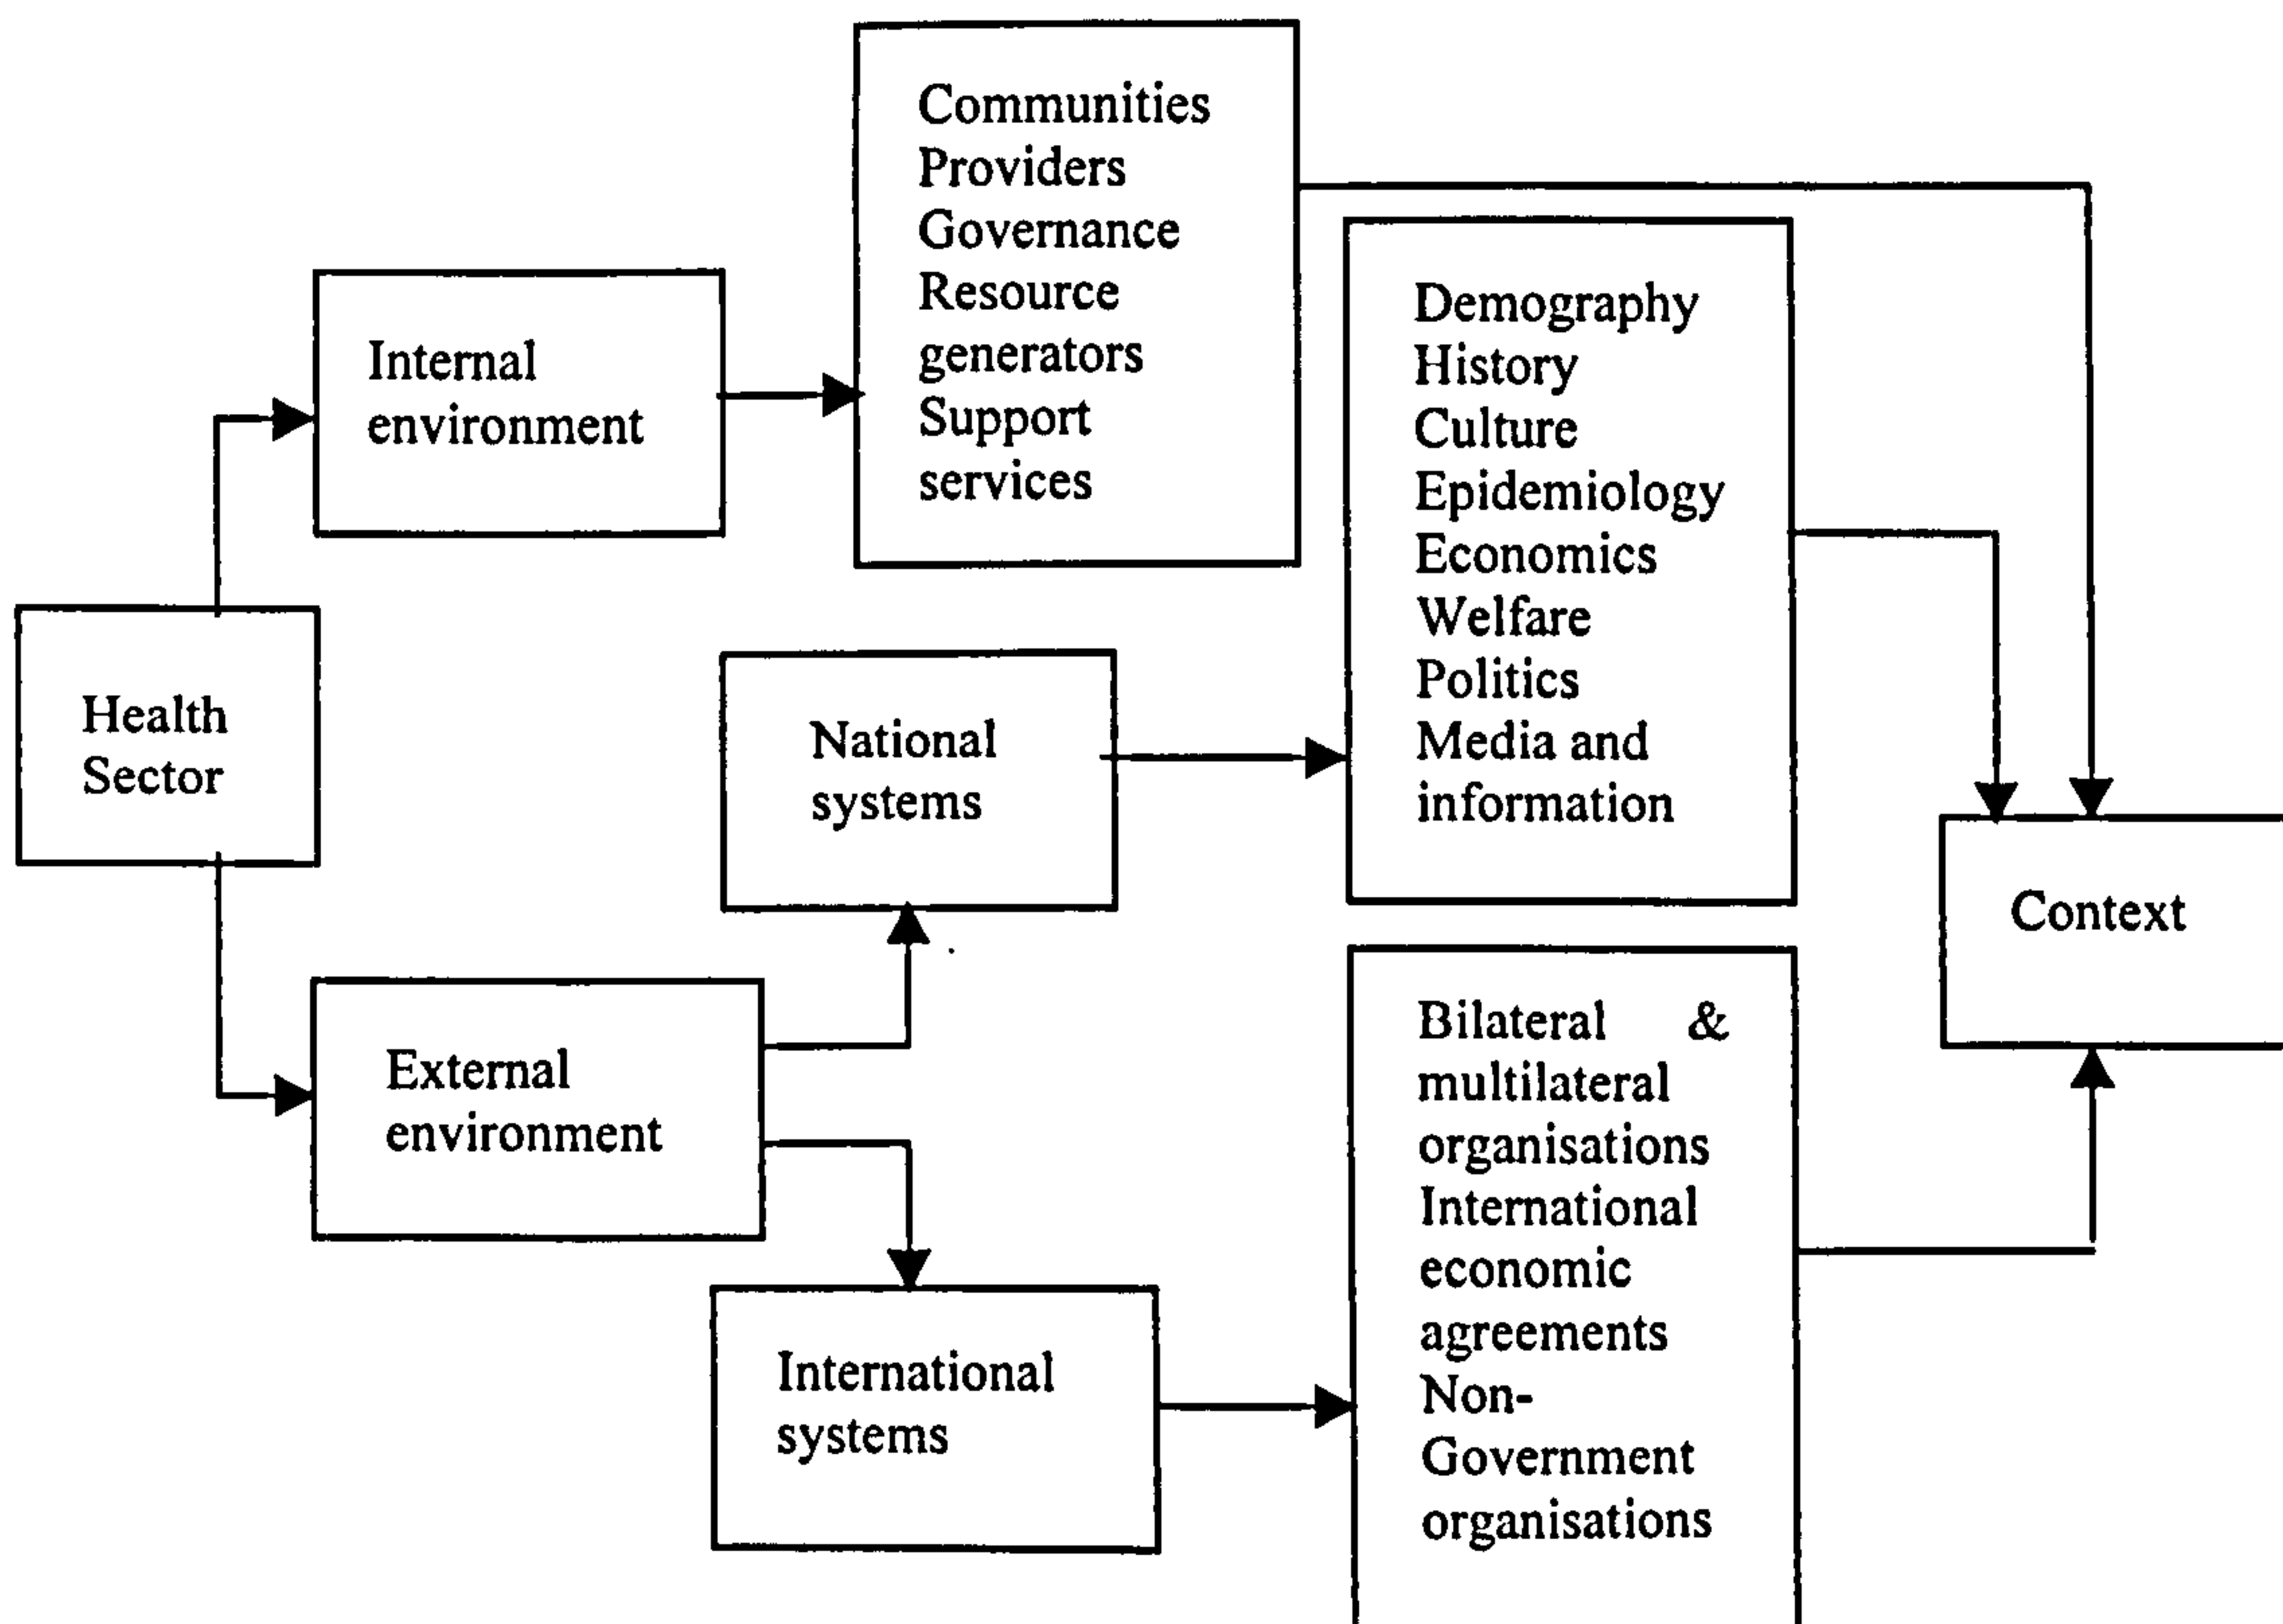 Communities
Providers
Governance
Resource
generators
Support
services
Internal
environment
Demography
History
Culture
Epidemiology
Economics
Welfare
Politics
Media and
information
Health
Sector
National
systems
Context
External
environment
Bilateral &
multilateral
organisations
International
economic
agreements
Non-
Government
organisations
International
systems